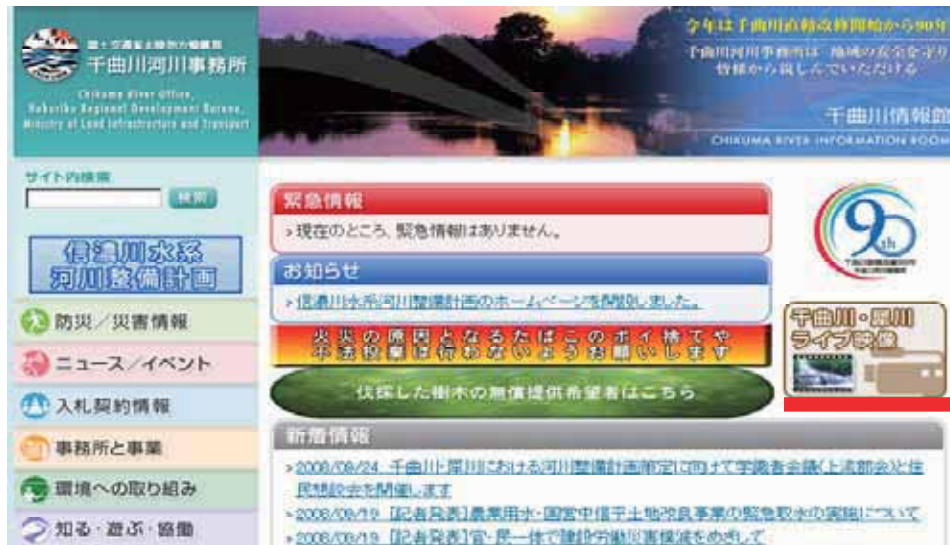 国土交通省北陸地方整備局
千曲川河川事務所
Chikuma River Office,
Hokuriku Regional Development Bureau,
Ministry of Land Infrastructure and Transport
今年は千曲川直轄改修開始から90年
千曲川河川事務所は 地域の安全を守り
皆様から親しんでいただける
千曲川情報館
CHIKUMA RIVER INFORMATION ROOM
サイト内検索
検索
信濃川水系
河川整備計画
防災／災害情報
ニュース／イベント
入札契約情報
事務所と事業
環境への取り組み
知る・遊ぶ・協働
緊急情報
現在のところ、緊急情報はありません。
お知らせ
信濃川水系河川整備計画のホームページを開設しました。
火災の原因となるたばこのポイ捨てや
不法投棄は行わないようお願いします
伐採した樹木の無償提供希望者はこちら
新着情報
2008/09/24 千曲川・犀川における河川整備計画策定に向けて学識者会議(上流部会)と住
民懇談会を開催します
2008/09/19 [記者発表]農業用水・国営中信平土地改良事業の緊急取水の実施について
2008/09/19 [記者発表]官・民一体で建設労働災害撲滅をめざして
90th
千曲川・犀川
ライブ映像